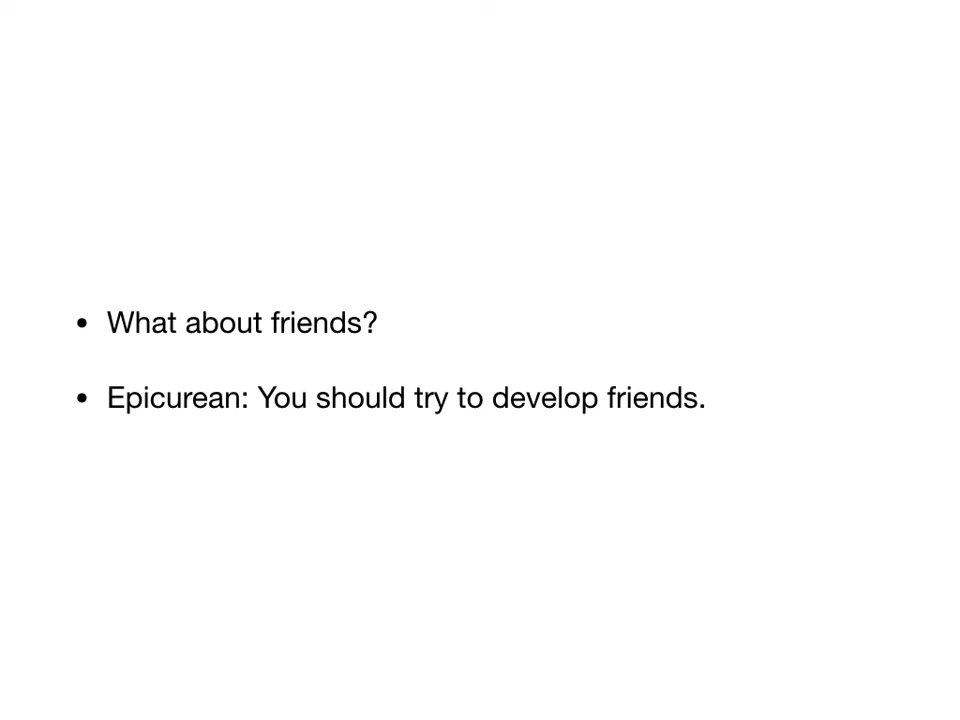 • What about friends?
• Epicurean: You should try to develop friends.